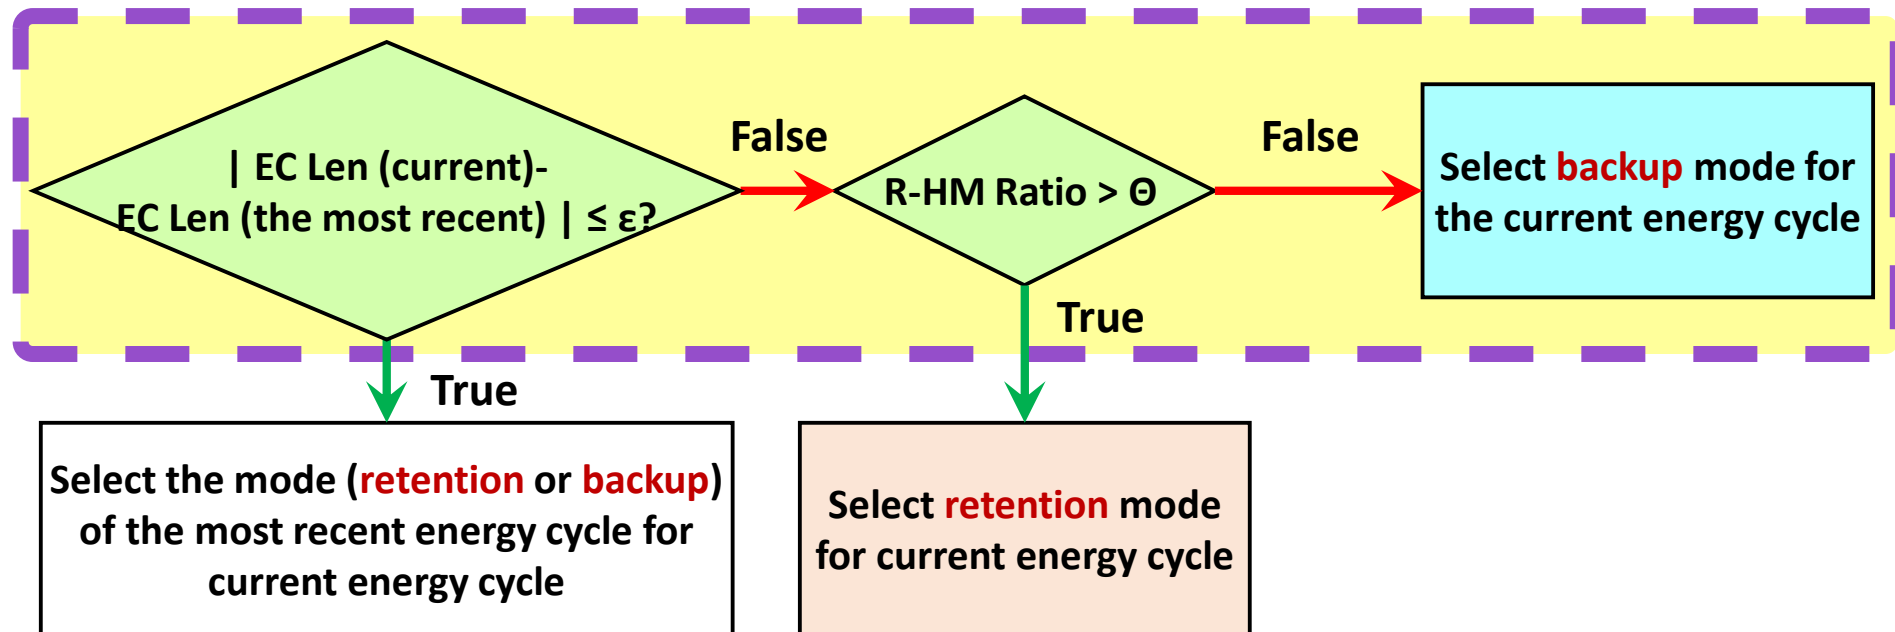 | EC Len (current)-
EC Len (the most recent) | ≤ ε?
False
R-HM Ratio > Θ
False
Select backup mode for
the current energy cycle
True
True
Select the mode (retention or backup)
of the most recent energy cycle for
current energy cycle
Select retention mode
for current energy cycle